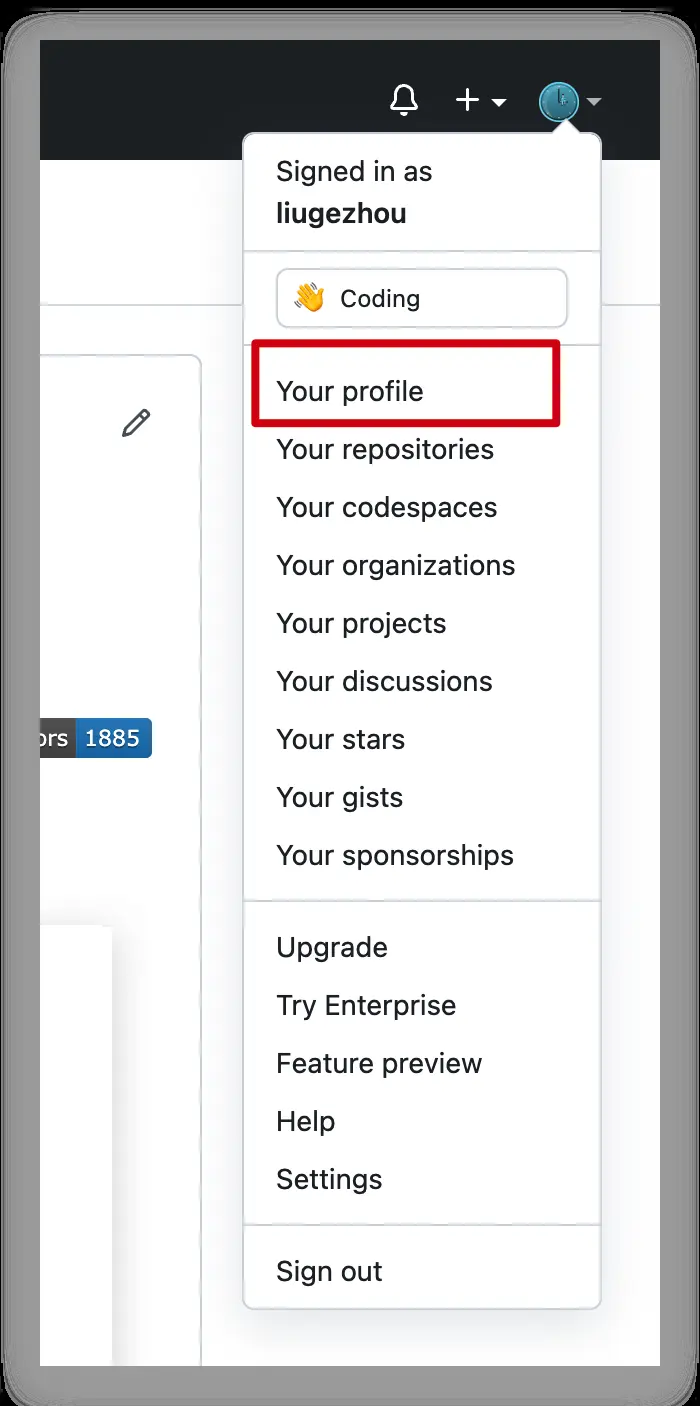 Signed in as
liugezhou
👋 Coding
Your profile
Your repositories
Your codespaces
Your organizations
Your projects
Your discussions
ors 1885
Your stars
Your gists
Your sponsorships
Upgrade
Try Enterprise
Feature preview
Help
Settings
Sign out